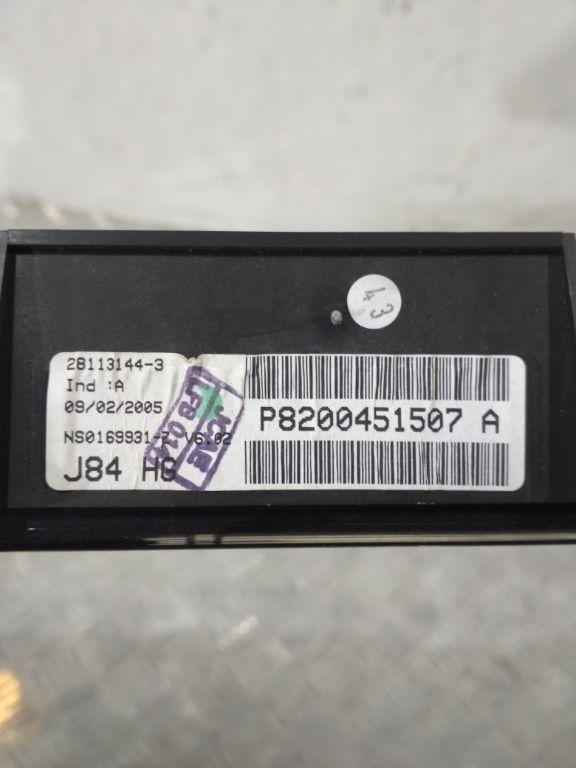 43
28113144-3
Ind :A
09/02/2005
NS0169931-Z V6.02
J84 HG
P8200451507 A